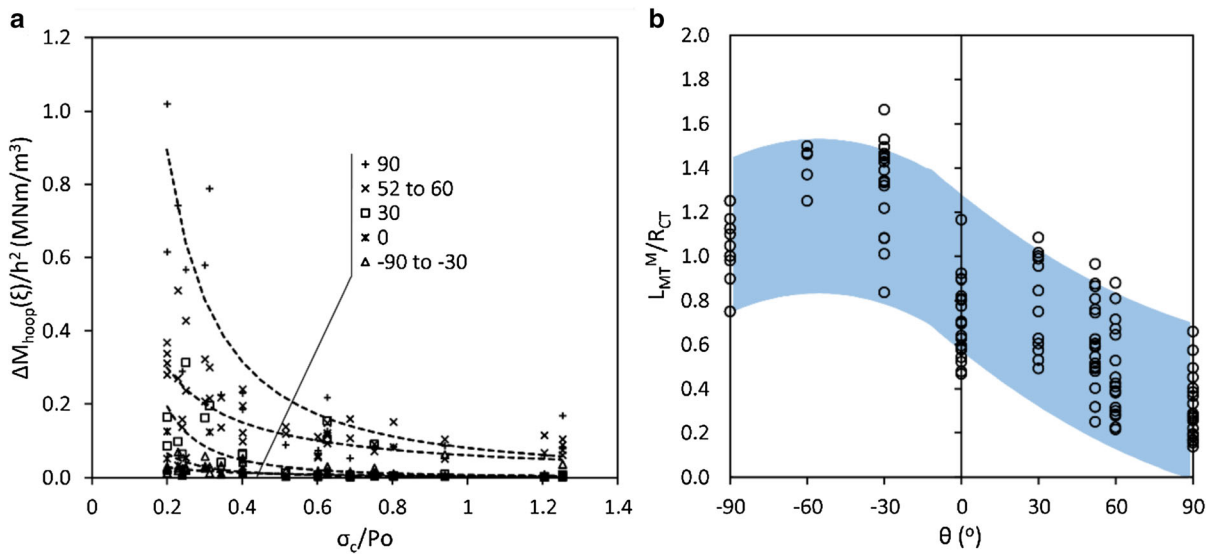 a
1.2
1.0
0.8
0.6
0.4
0.2
0.0
ΔM_hoop(ξ)/h² (MNm/m³)
90
52 to 60
30
0
-90 to -30
0 0.2 0.4 0.6 0.8 1 1.2 1.4
σ_c/Po
b
2.0
1.8
1.6
1.4
1.2
1.0
0.8
0.6
0.4
0.2
0.0
L_MT^M/R_CT
-90 -60 -30 0 30 60 90
θ (°)